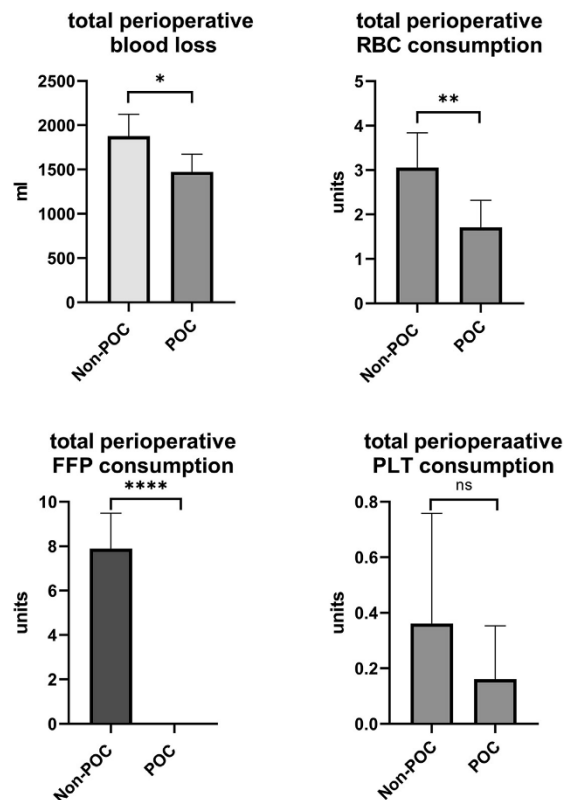 total perioperative
blood loss
*
2500
2000
1500
1000
500
0
ml
Non-POC
POC
total perioperative
RBC consumption
**
5
4
3
2
1
0
units
Non-POC
POC
total perioperative
FFP consumption
****
10
8
6
4
2
0
units
Non-POC
POC
total perioperaative
PLT consumption
ns
0.8
0.6
0.4
0.2
0.0
units
Non-POC
POC